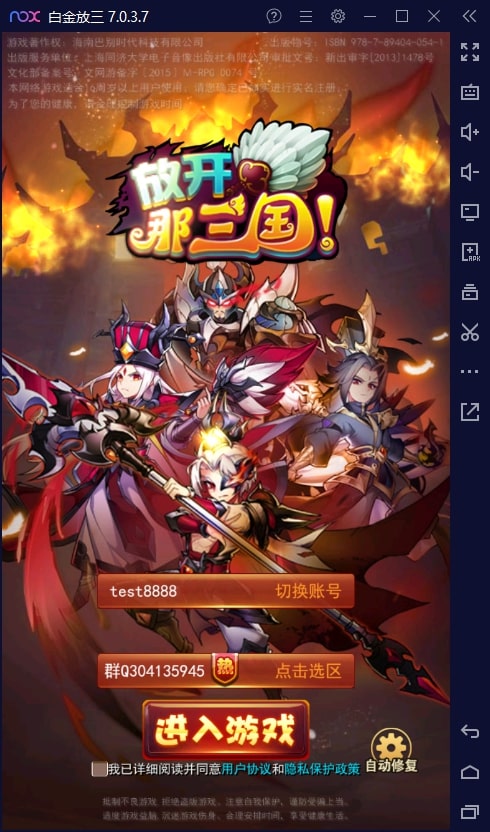 nox 白金放三 7.0.3.7
游戏著作权：海南巴别时代科技有限公司 出版物号：ISBN 978-7-89404-054-1
出版服务单位：上海同济大学电子音像出版社有限公司 审批文号：新出审字[2013]1478号
文化部备案号：文网游备字〔2015〕M-RPG 0074 号
本网络游戏适合16周岁以上用户使用；请您确定已如实进行实名注册；
为了您的健康，请合理控制游戏时间
放开
那三国！
test8888 切换账号
群Q304135945 热 点击选区
进入游戏
自动修复
我已详细阅读并同意用户协议和隐私保护政策
抵制不良游戏，拒绝盗版游戏。注意自我保护，谨防受骗上当。
适度游戏益脑，沉迷游戏伤身。合理安排时间，享受健康生活。
APK